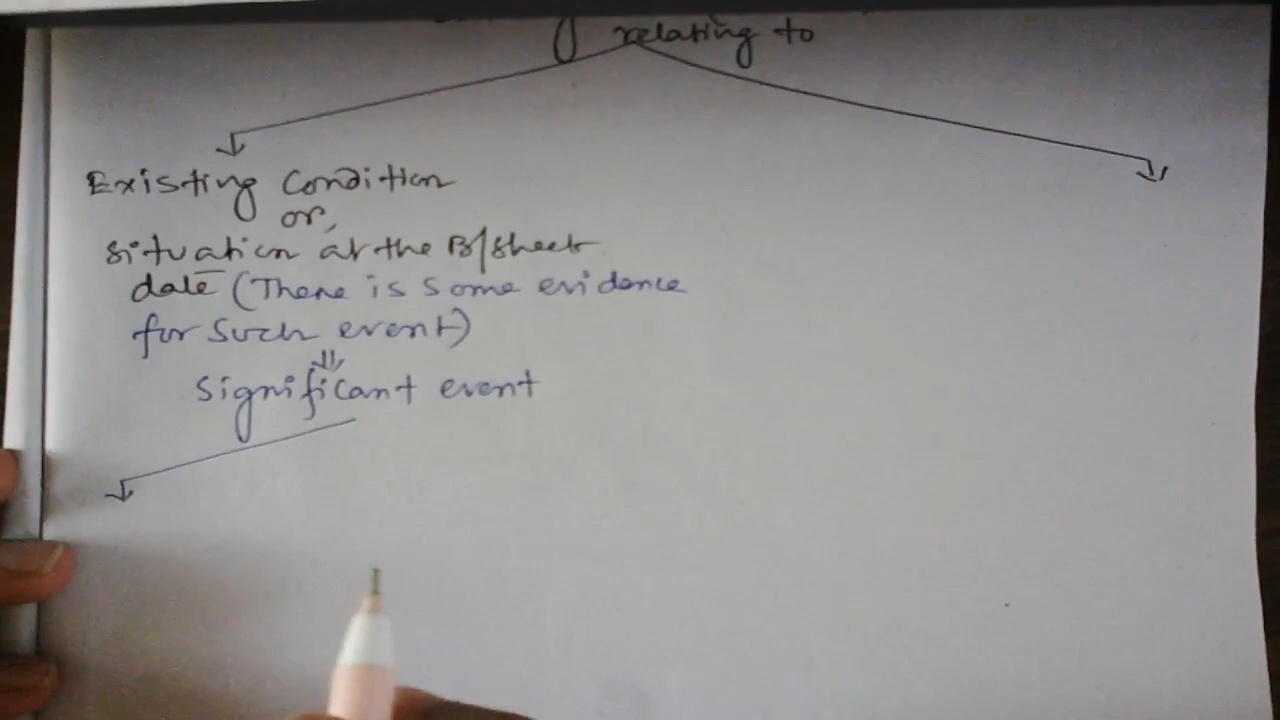 relating to
Existing Condition
or,
situation at the B/Sheet
date (There is some evidence
for such event)
Significant event